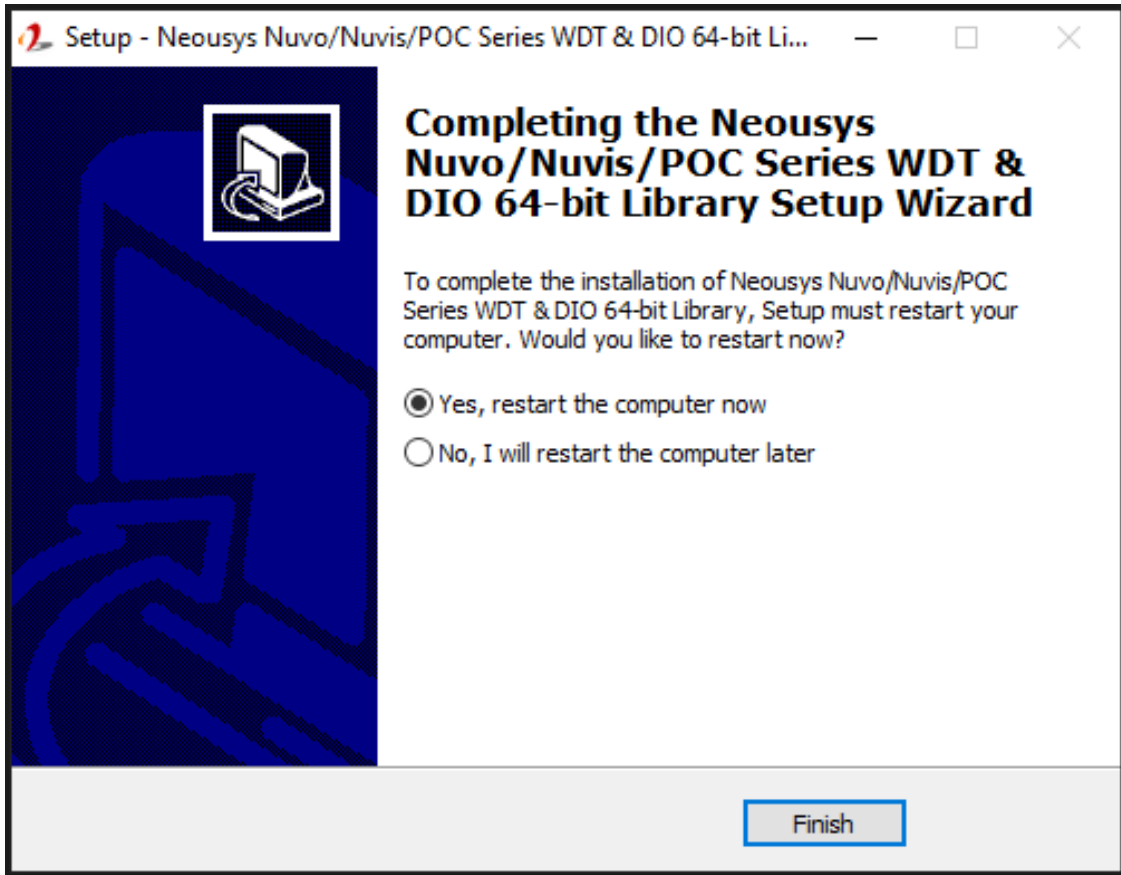 Setup - Neousys Nuvo/Nuvis/POC Series WDT & DIO 64-bit Li...
Completing the Neousys
Nuvo/Nuvis/POC Series WDT &
DIO 64-bit Library Setup Wizard
To complete the installation of Neousys Nuvo/Nuvis/POC
Series WDT & DIO 64-bit Library, Setup must restart your
computer. Would you like to restart now?
Yes, restart the computer now
No, I will restart the computer later
Finish